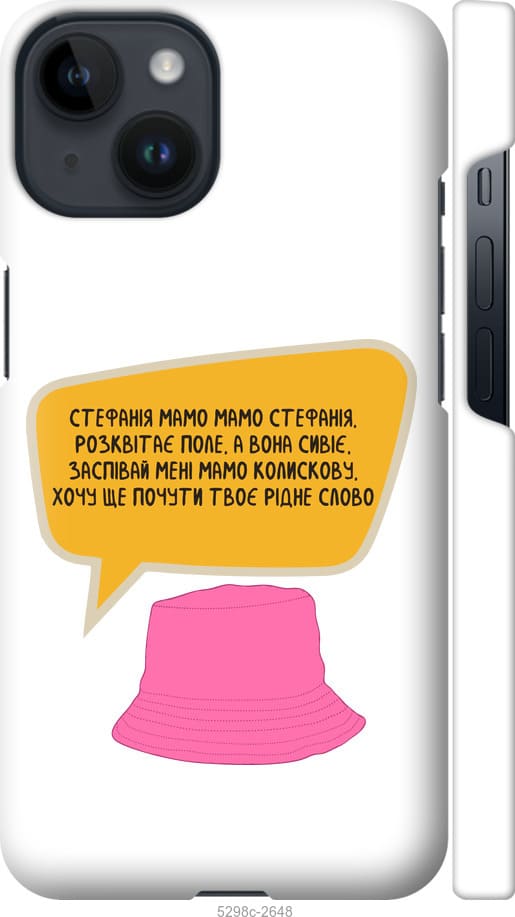 СТЕФАНІЯ МАМО МАМО СТЕФАНІЯ,
РОЗКВІТАЄ ПОЛЕ, А ВОНА СИВІЄ,
ЗАСПІВАЙ МЕНІ МАМО КОЛИСКОВУ,
ХОЧУ ЩЕ ПОЧУТИ ТВОЄ РІДНЕ СЛОВО
5298c-2648